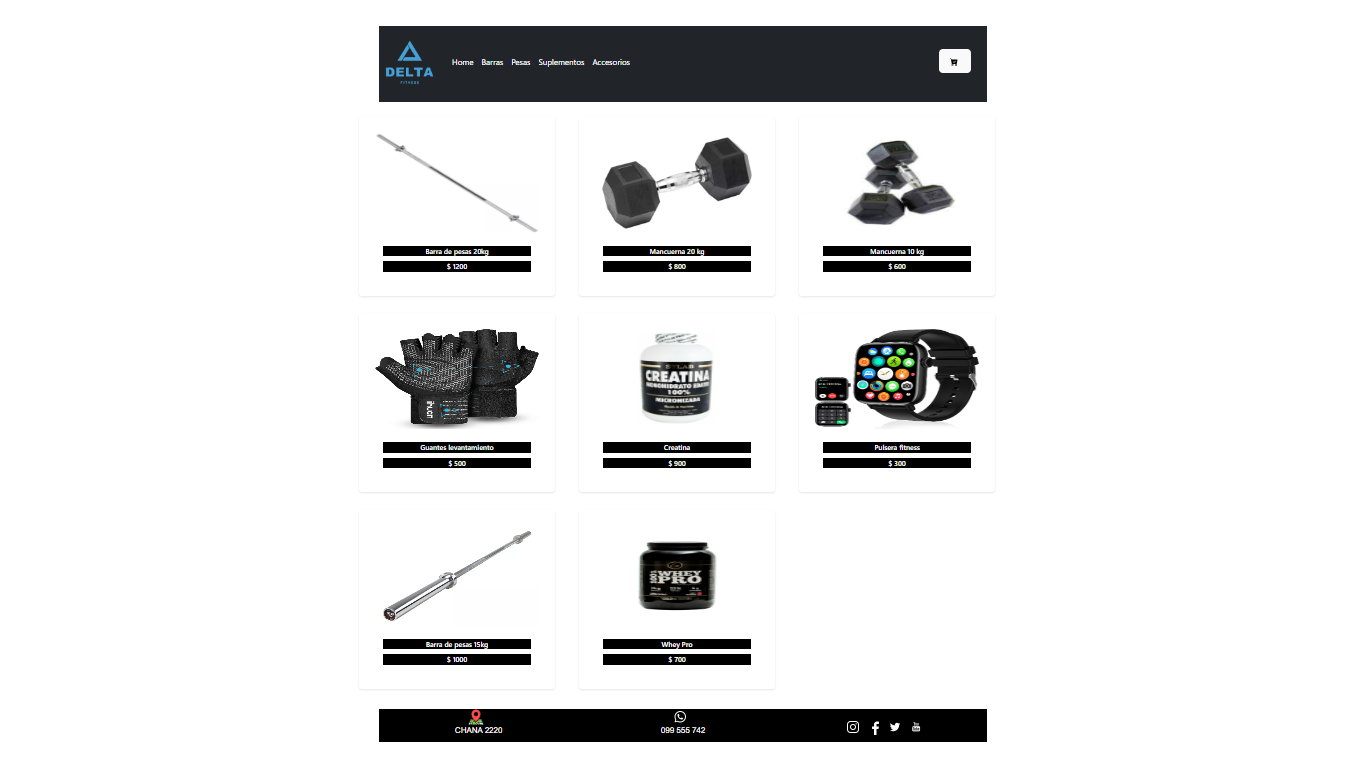 DELTA
FITNESS
Home Barras Pesas Suplementos Accesorios
Barra de pesas 20kg
$ 1200
Mancuerna 20 kg
$ 800
Mancuerna 10 kg
$ 600
Guantes levantamiento
$ 500
CREATINA
MONOHIDRATO
100%
MICRONIZADA
Creatina
$ 900
Pulsera fitness
$ 300
Barra de pesas 15kg
$ 1000
100% WHEY
PRO
Whey Pro
$ 700
CHANA 2220
099 555 742